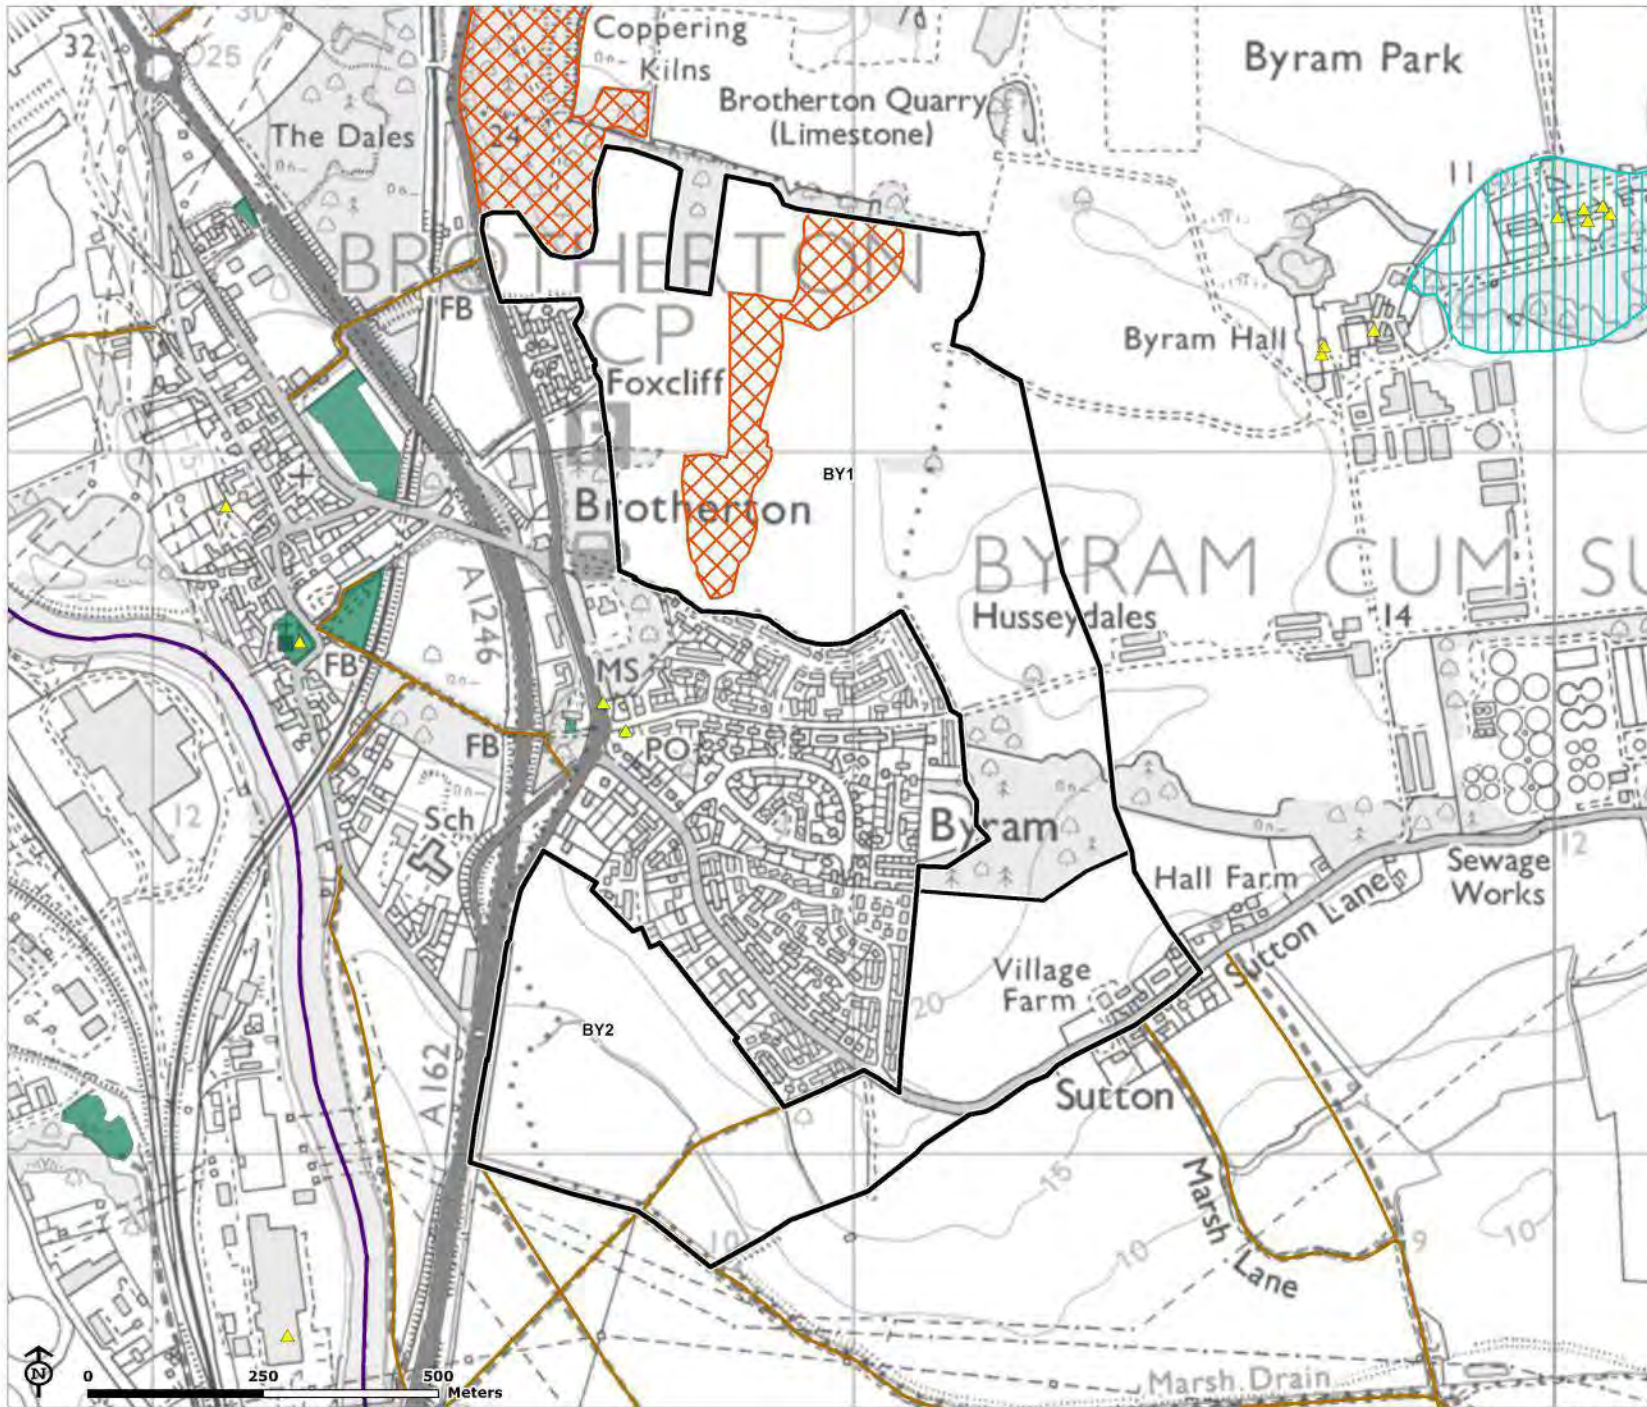 Coppering
Kilns
32
25
30
Byram Park
Brotherton Quarry
(Limestone)
The Dales
24
11
BROTHERTON
CP
FB
Byram Hall
Foxcliff
BY1
Brotherton
BYRAM CUM SU
Husseydales
14
A1246
MS
FB
FB
PO
12
Sch
Byram
Hall Farm
Sewage
Works
12
Sutton Lane
Village
Farm
20
BY2
A162
Sutton
15
Marsh Lane
10
10
9
10
Marsh Drain
N
0 250 500
Meters